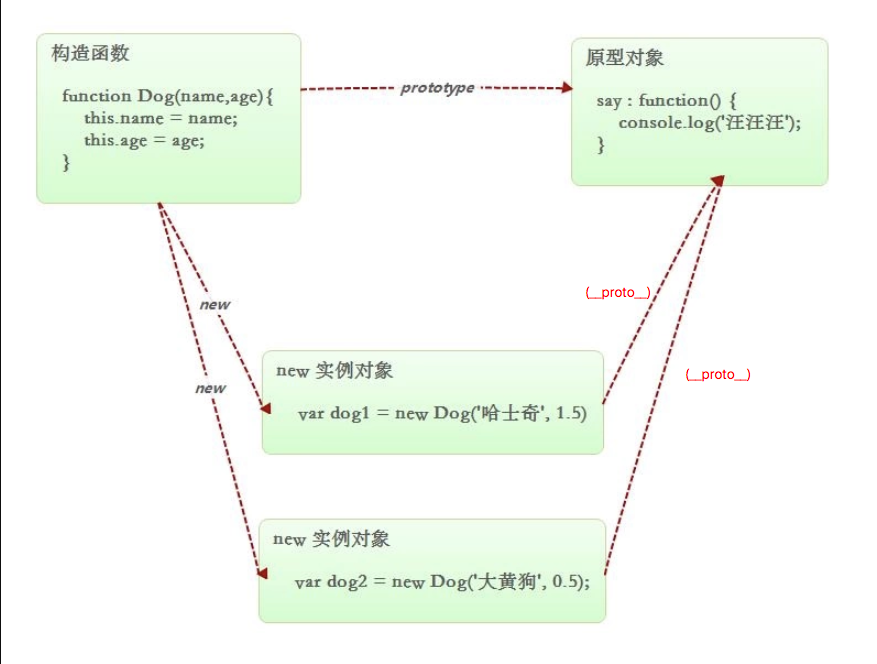 构造函数
function Dog(name,age){
this.name = name;
this.age = age;
}
prototype
原型对象
say : function() {
console.log('汪汪汪');
}
new
(__proto__)
new
(__proto__)
new 实例对象
var dog1 = new Dog('哈士奇', 1.5)
new 实例对象
var dog2 = new Dog('大黄狗', 0.5);